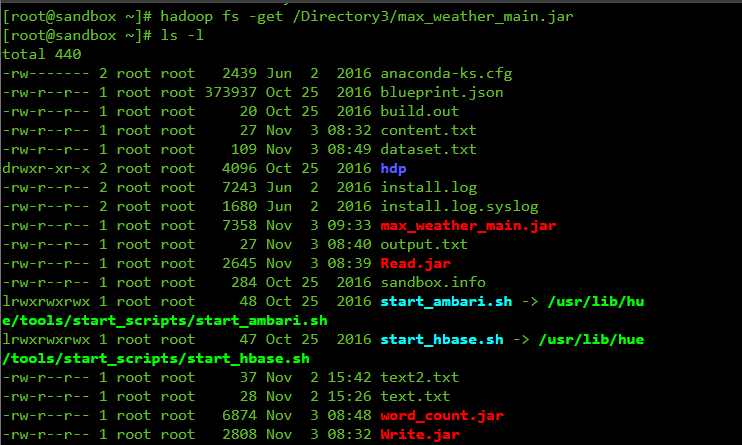 [root@sandbox ~]# hadoop fs -get /Directory3/max_weather_main.jar
[root@sandbox ~]# ls -l
total 440
-rw------- 2 root root   2439 Jun  2  2016 anaconda-ks.cfg
-rw-r--r-- 1 root root 373937 Oct 25  2016 blueprint.json
-rw-r--r-- 1 root root     20 Oct 25  2016 build.out
-rw-r--r-- 1 root root     27 Nov  3 08:32 content.txt
-rw-r--r-- 1 root root    109 Nov  3 08:49 dataset.txt
drwxr-xr-x 2 root root   4096 Oct 25  2016 hdp
-rw-r--r-- 2 root root   7243 Jun  2  2016 install.log
-rw-r--r-- 2 root root   1680 Jun  2  2016 install.log.syslog
-rw-r--r-- 1 root root   7358 Nov  3 09:33 max_weather_main.jar
-rw-r--r-- 1 root root     27 Nov  3 08:40 output.txt
-rw-r--r-- 1 root root   2645 Nov  3 08:39 Read.jar
-rw-r--r-- 1 root root    284 Oct 25  2016 sandbox.info
lrwxrwxrwx 1 root root     48 Oct 25  2016 start_ambari.sh -> /usr/lib/hu
e/tools/start_scripts/start_ambari.sh
lrwxrwxrwx 1 root root     47 Oct 25  2016 start_hbase.sh -> /usr/lib/hue
/tools/start_scripts/start_hbase.sh
-rw-r--r-- 1 root root     37 Nov  2 15:42 text2.txt
-rw-r--r-- 1 root root     28 Nov  2 15:26 text.txt
-rw-r--r-- 1 root root   6874 Nov  3 08:48 word_count.jar
-rw-r--r-- 1 root root   2808 Nov  3 08:32 Write.jar